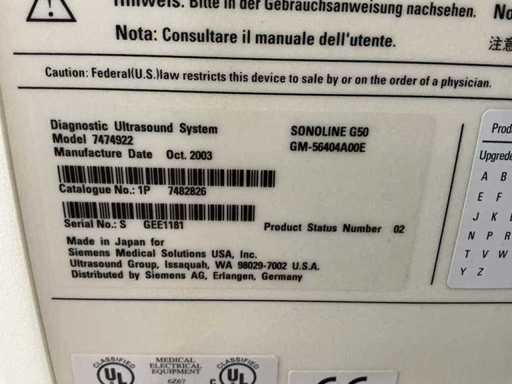 Hinweis: Bitte in der Gebrauchsanweisung nachsehen.
Nota: Consultare il manuale dell'utente.
注意
Caution: Federal(U.S.)law restricts this device to sale by or on the order of a physician.
Diagnostic Ultrasound System SONOLINE G50
Model 7474922 GM-56404A00E
Manufacture Date Oct. 2003
Catalogue No.: 1P 7482826
Serial No.: S GEE1181 Product Status Number 02
Made in Japan for
Siemens Medical Solutions USA, Inc.
Ultrasound Group, Issaquah, WA 98029-7002 U.S.A.
Distributed by Siemens AG, Erlangen, Germany
Upgrade
A B
E F
J K
N P R
T V W
Y Z
CLASSIFIED
UL
MEDICAL
ELECTRICAL
EQUIPMENT
CLASSIFIED
C UL
CE